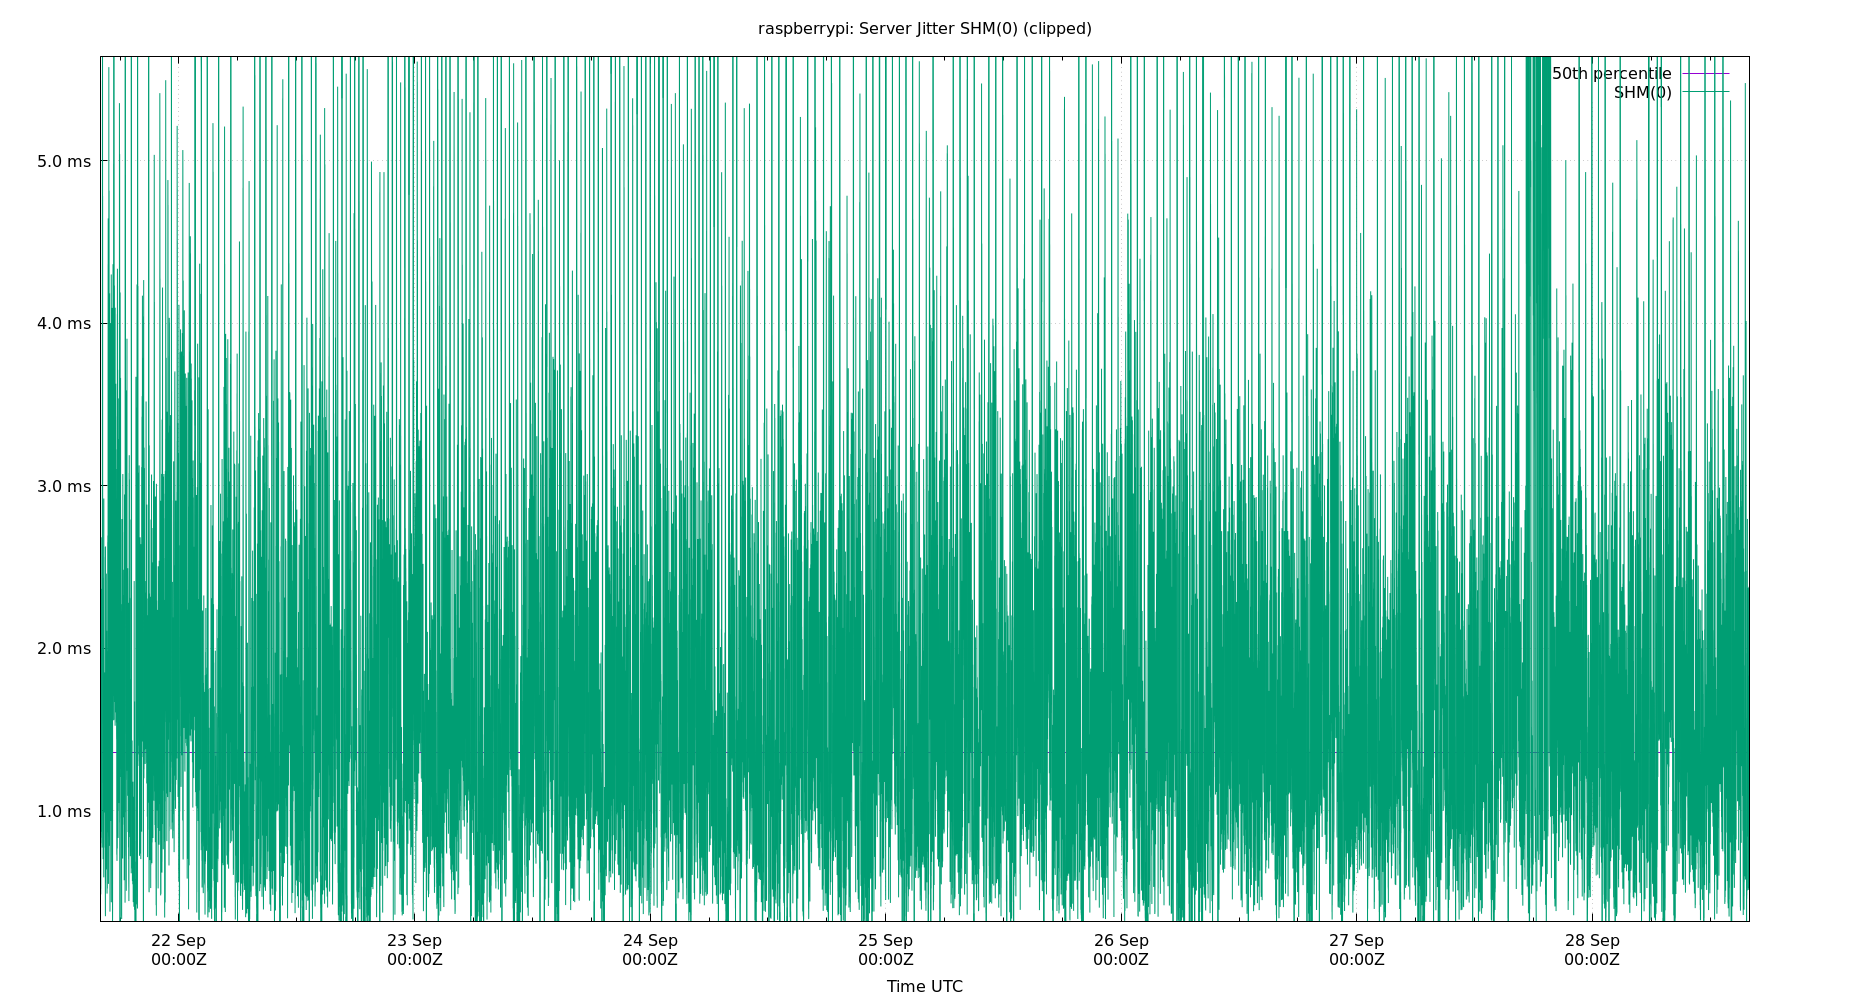 raspberrypi: Server Jitter SHM(0) (clipped)
50th percentile
SHM(0)
5.0 ms
4.0 ms
3.0 ms
2.0 ms
1.0 ms
22 Sep 23 Sep 24 Sep 25 Sep 26 Sep 27 Sep 28 Sep
00:00Z 00:00Z 00:00Z 00:00Z 00:00Z 00:00Z 00:00Z
Time UTC